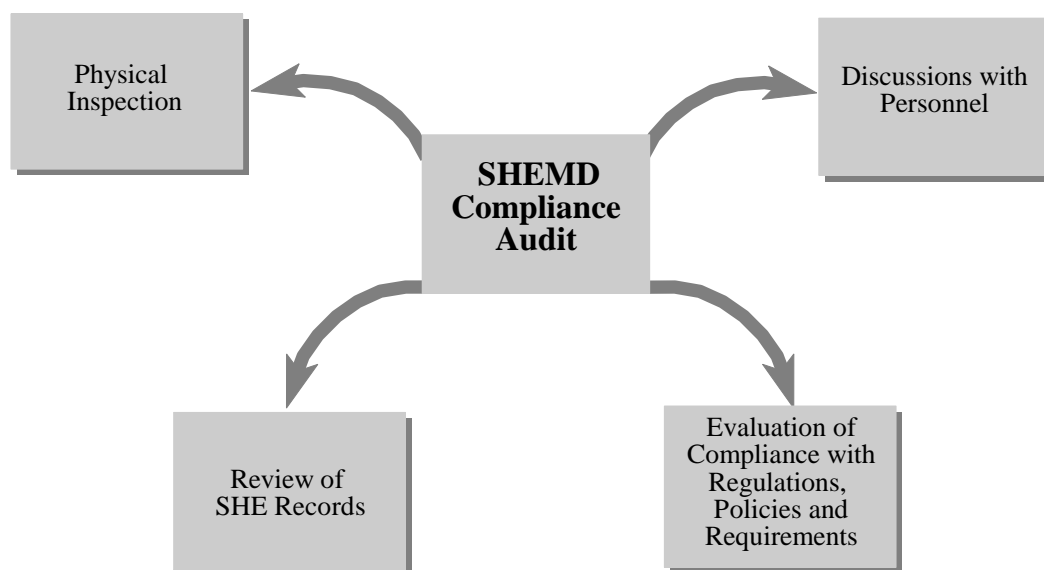 Physical
Inspection
Discussions with
Personnel
SHEMD
Compliance
Audit
Review of
SHE Records
Evaluation of
Compliance with
Regulations,
Policies and
Requirements